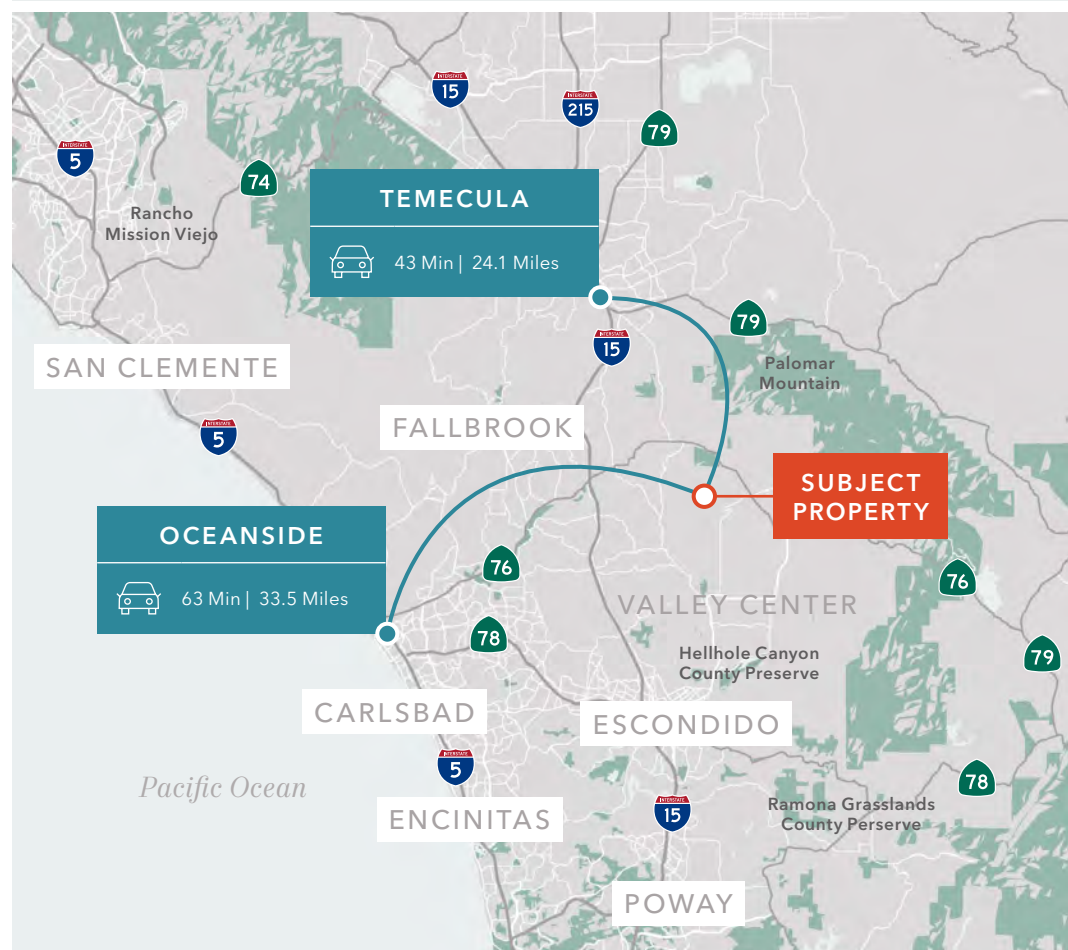 INTERSTATE
15
INTERSTATE
215
79
INTERSTATE
5
74
Rancho
Mission Viejo
TEMECULA
43 Min | 24.1 Miles
79
INTERSTATE
15
SAN CLEMENTE
Palomar
Mountain
INTERSTATE
5
FALLBROOK
SUBJECT
PROPERTY
OCEANSIDE
63 Min | 33.5 Miles
76
76
VALLEY CENTER
78
Hellhole Canyon
County Preserve
79
CARLSBAD
ESCONDIDO
INTERSTATE
5
78
Pacific Ocean
ENCINITAS
INTERSTATE
15
Ramona Grasslands
County Perserve
POWAY